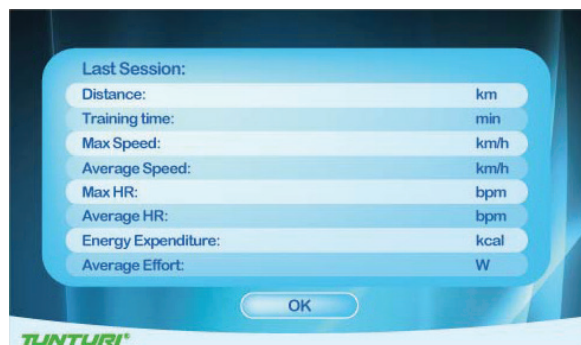 Last Session:
Distance: km
Training time: min
Max Speed: km/h
Average Speed: km/h
Max HR: bpm
Average HR: bpm
Energy Expenditure: kcal
Average Effort: W
OK
TUNTURI®